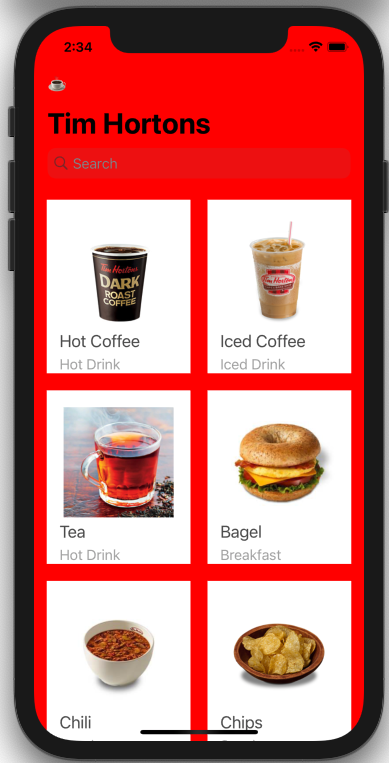 2:34
Tim Hortons
Search
Tim Hortons
DARK
ROAST
COFFEE
Tim Hortons
Hot Coffee
Iced Coffee
Hot Drink
Iced Drink
Tea
Bagel
Hot Drink
Breakfast
Chili
Chips